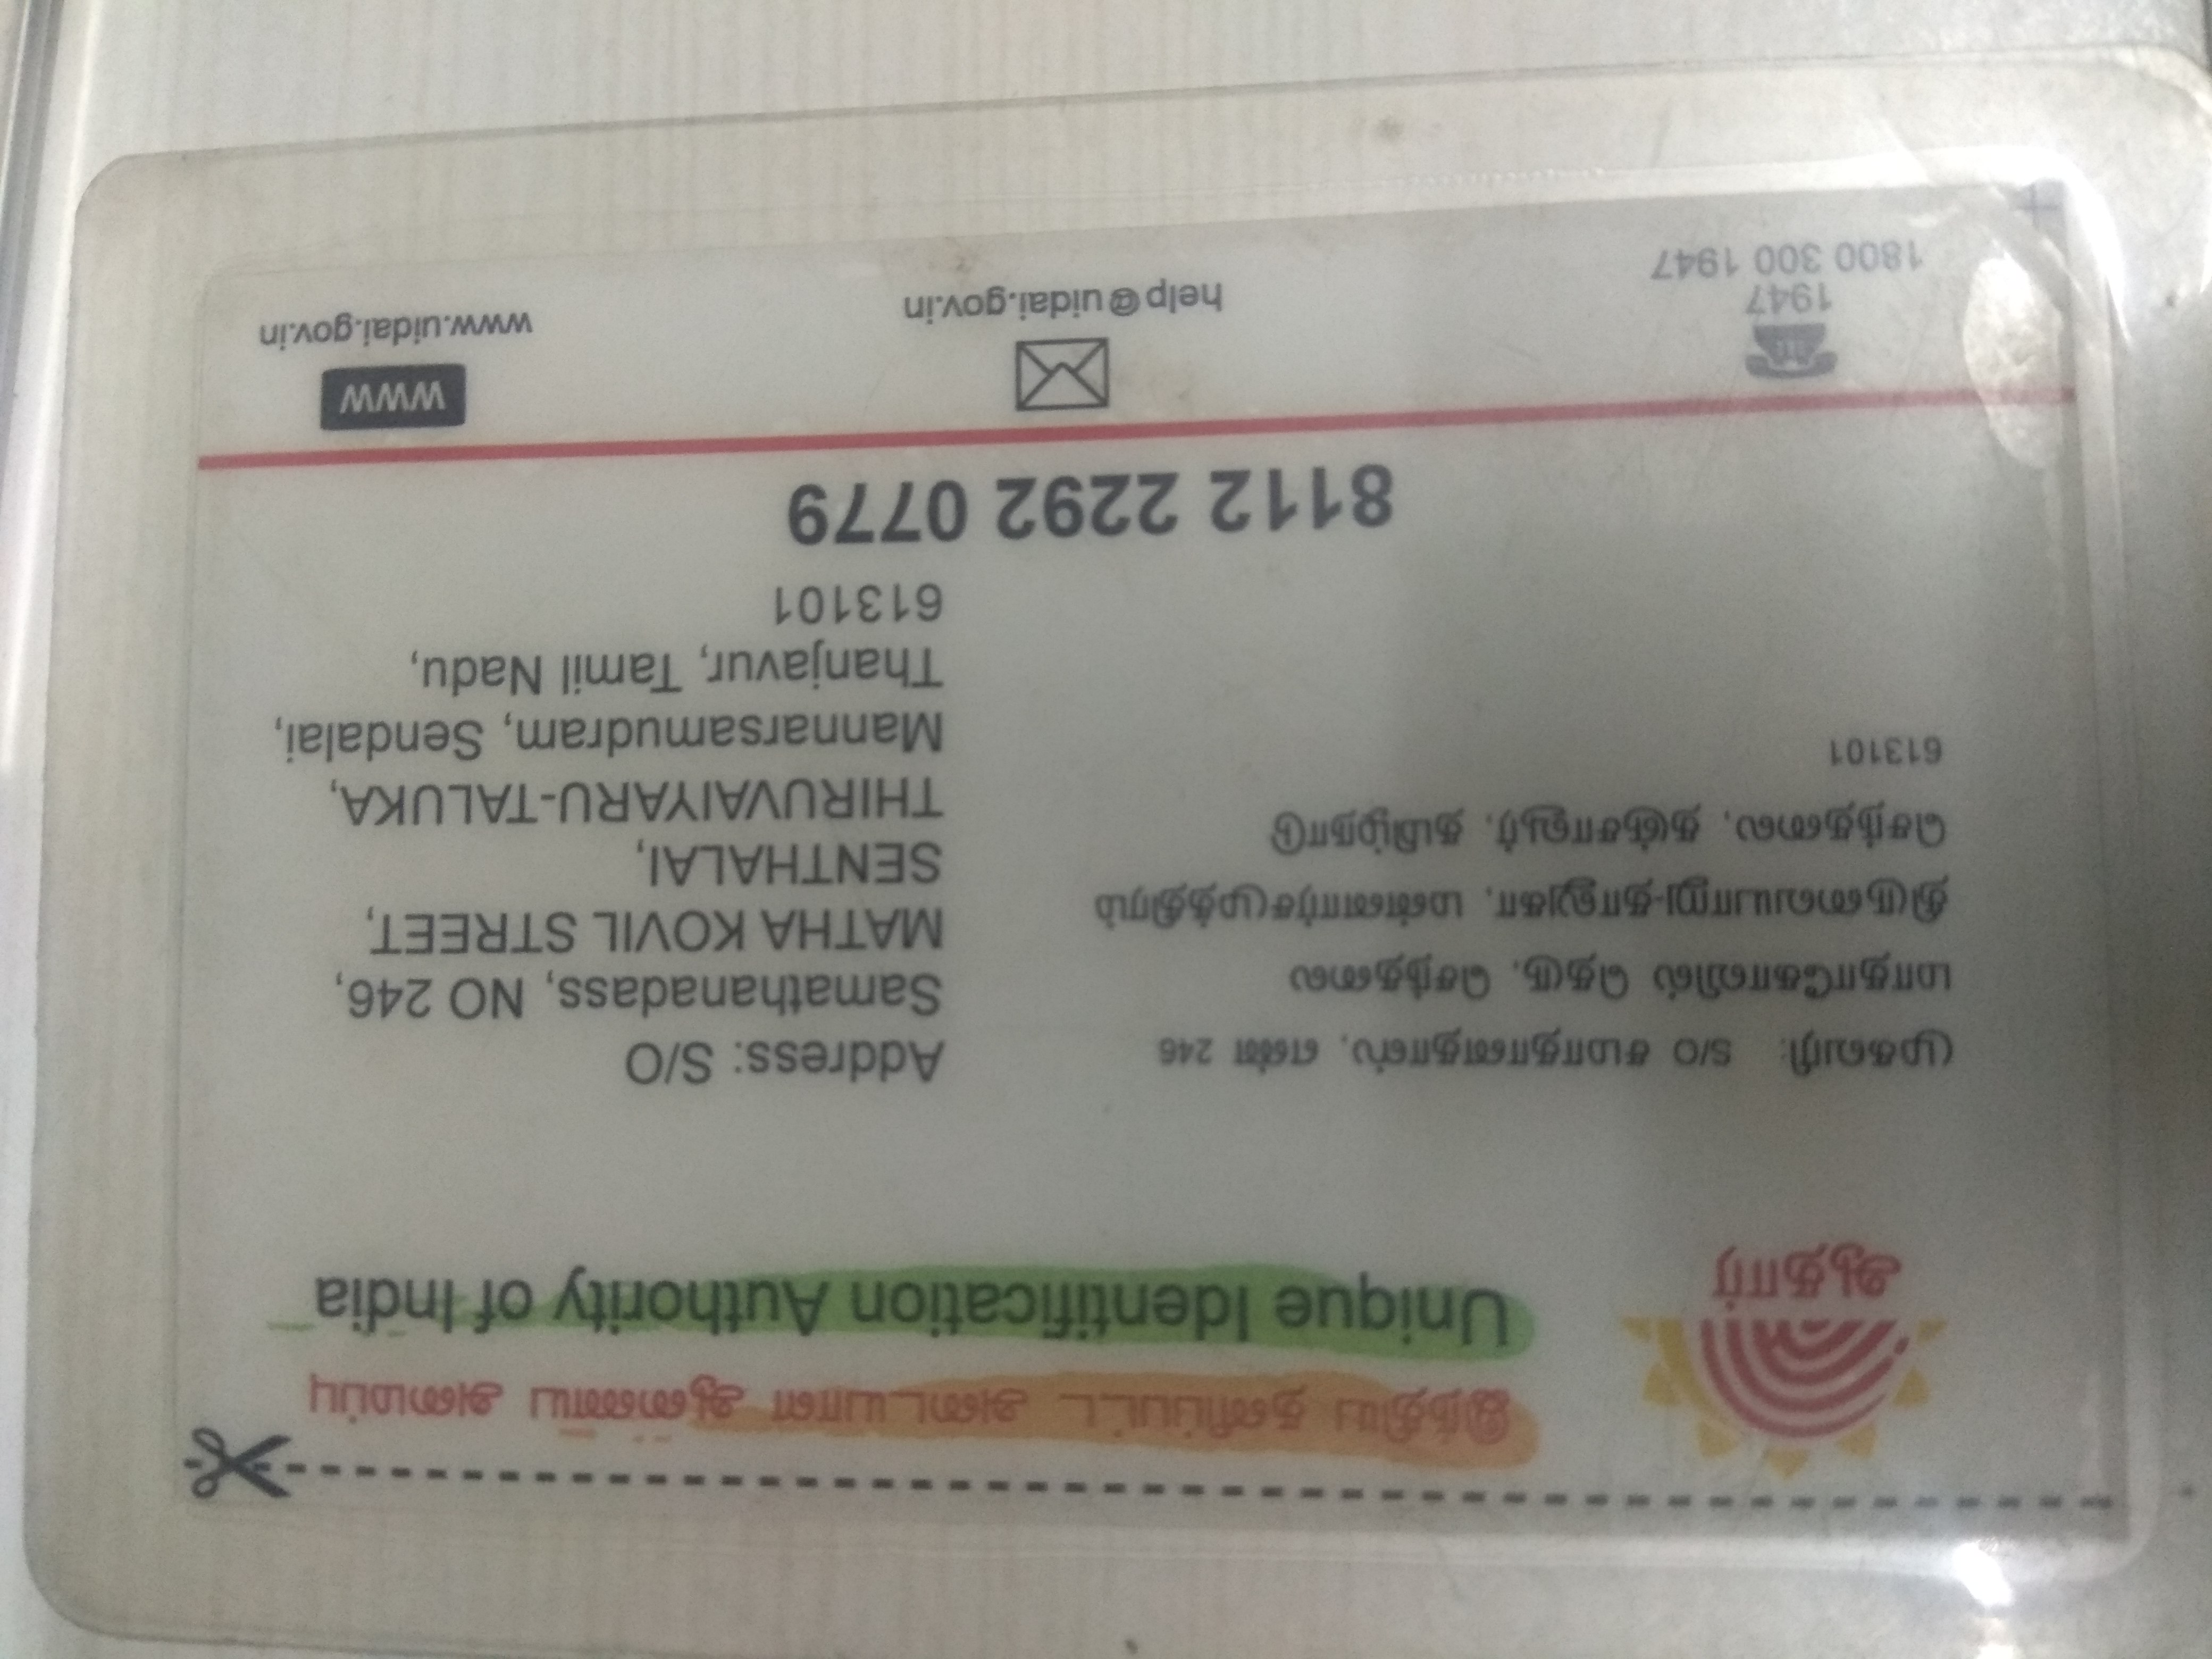 இந்திய தனிப்பட்ட அடையாள ஆணைய அமைப்பு
Unique Identification Authority of India
ஆதார்
முகவரி: S/O சமாதானதாஸ், எண் 246
மாதாகோவில் தெரு, செந்தலை
திருவையாறு-தாலுகா, மன்னார்சமுத்திரம்
செந்தலை, தஞ்சாவூர், தமிழ்நாடு
613101
Address: S/O
Samathanadass, NO 246,
MATHA KOVIL STREET,
SENTHALAI,
THIRUVAIYARU-TALUKA,
Mannarsamudram, Sendalai,
Thanjavur, Tamil Nadu,
613101
8112 2292 0779
1947
1800 300 1947
help@uidai.gov.in
WWW
www.uidai.gov.in